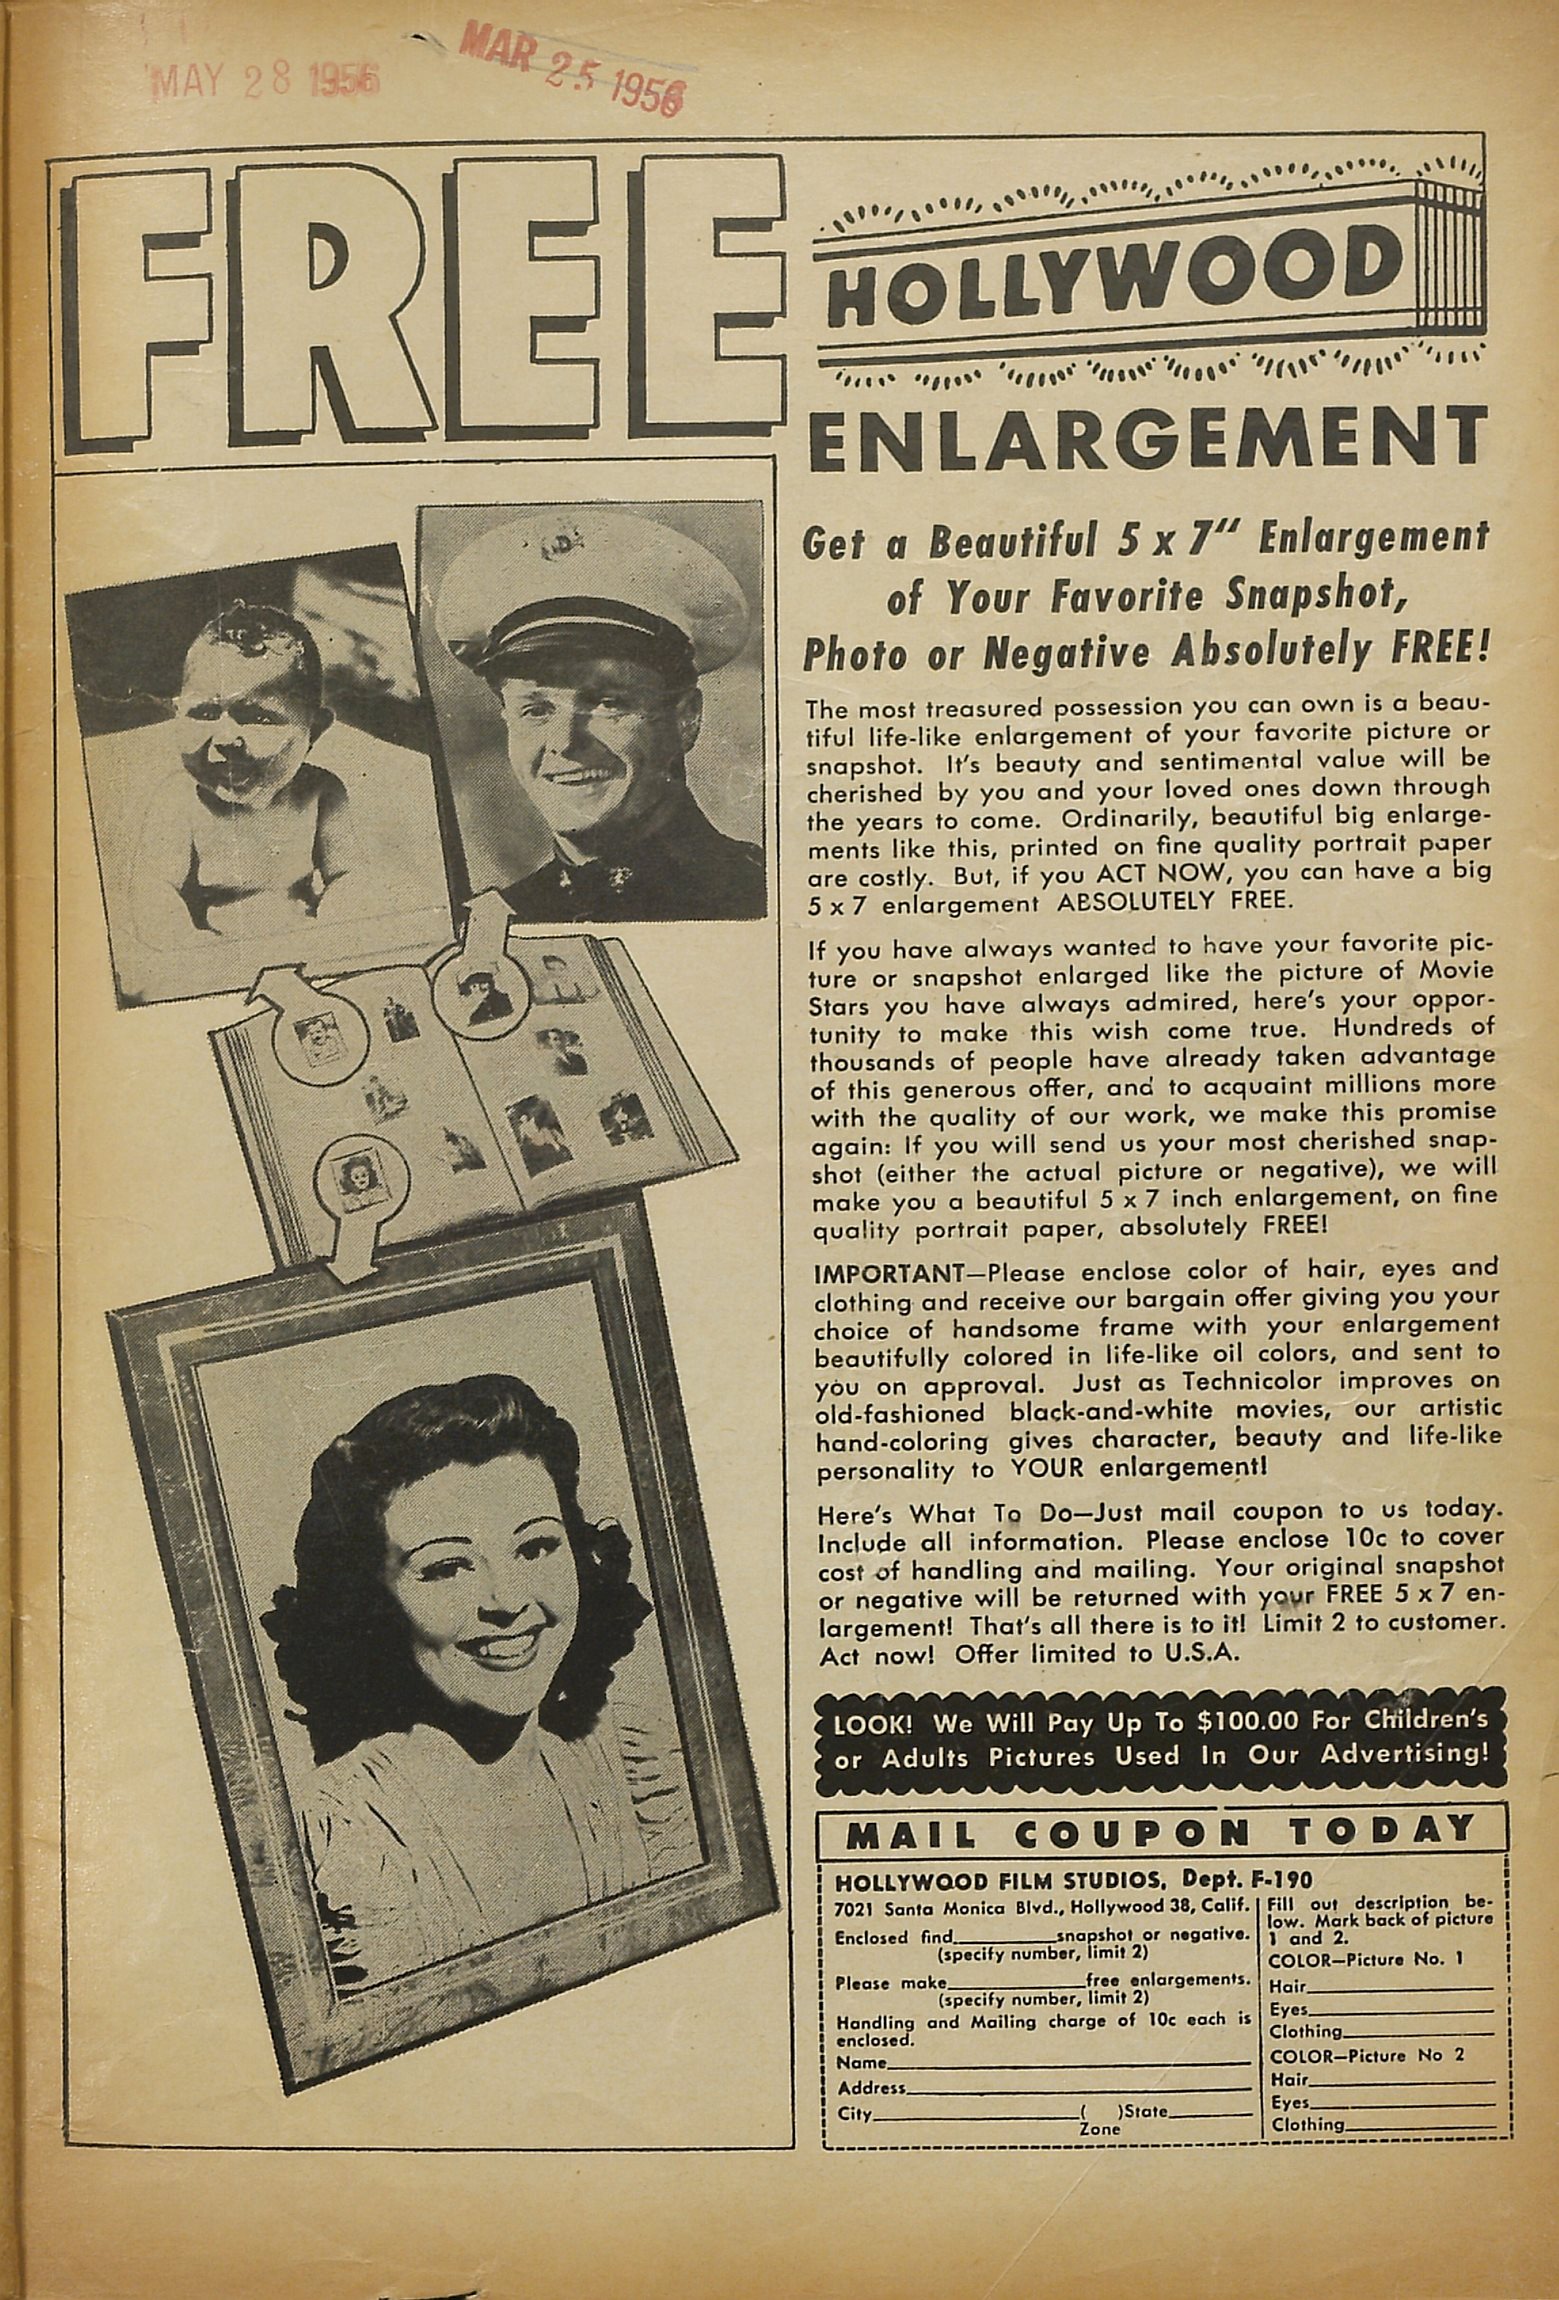 MAY 28 1956
MAR 25 1956
FREE
HOLLYWOOD
ENLARGEMENT
Get a Beautiful 5 x 7" Enlargement
of Your Favorite Snapshot,
Photo or Negative Absolutely FREE!
The most treasured possession you can own is a beau-
tiful life-like enlargement of your favorite picture or
snapshot. It's beauty and sentimental value will be
cherished by you and your loved ones down through
the years to come. Ordinarily, beautiful big enlarge-
ments like this, printed on fine quality portrait paper
are costly. But, if you ACT NOW, you can have a big
5 x 7 enlargement ABSOLUTELY FREE.
If you have always wanted to have your favorite pic-
ture or snapshot enlarged like the picture of Movie
Stars you have always admired, here's your oppor-
tunity to make this wish come true. Hundreds of
thousands of people have already taken advantage
of this generous offer, and to acquaint millions more
with the quality of our work, we make this promise
again: If you will send us your most cherished snap-
shot (either the actual picture or negative), we will
make you a beautiful 5 x 7 inch enlargement, on fine
quality portrait paper, absolutely FREE!
IMPORTANT—Please enclose color of hair, eyes and
clothing and receive our bargain offer giving you your
choice of handsome frame with your enlargement
beautifully colored in life-like oil colors, and sent to
you on approval. Just as Technicolor improves on
old-fashioned black-and-white movies, our artistic
hand-coloring gives character, beauty and life-like
personality to YOUR enlargement!
Here's What To Do—Just mail coupon to us today.
Include all information. Please enclose 10c to cover
cost of handling and mailing. Your original snapshot
or negative will be returned with your FREE 5 x 7 en-
largement! That's all there is to it! Limit 2 to customer.
Act now! Offer limited to U.S.A.
LOOK! We Will Pay Up To $100.00 For Children's
or Adults Pictures Used In Our Advertising!
MAIL COUPON TODAY
HOLLYWOOD FILM STUDIOS, Dept. F-190
7021 Santa Monica Blvd., Hollywood 38, Calif.
Enclosed find__________snapshot or negative.
(specify number, limit 2)
Please make______________free enlargements.
(specify number, limit 2)
Handling and Mailing charge of 10c each is
enclosed.
Name
Address
City____________________( )State________
Zone
Fill out description be-
low. Mark back of picture
1 and 2.
COLOR—Picture No. 1
Hair
Eyes
Clothing
COLOR—Picture No 2
Hair
Eyes
Clothing